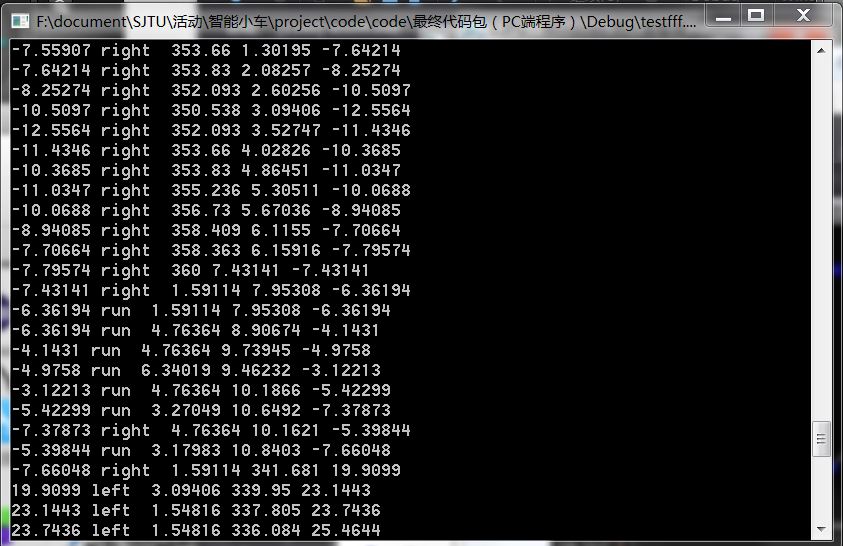 F:\document\SJTU\活动\智能小车\project\code\code\最终代码包（PC端程序）\Debug\testfff....
-7.55907 right  353.66 1.30195 -7.64214
-7.64214 right  353.83 2.08257 -8.25274
-8.25274 right  352.093 2.60256 -10.5097
-10.5097 right  350.538 3.09406 -12.5564
-12.5564 right  352.093 3.52747 -11.4346
-11.4346 right  353.66 4.02826 -10.3685
-10.3685 right  353.83 4.86451 -11.0347
-11.0347 right  355.236 5.30511 -10.0688
-10.0688 right  356.73 5.67036 -8.94085
-8.94085 right  358.409 6.1155 -7.70664
-7.70664 right  358.363 6.15916 -7.79574
-7.79574 right  360 7.43141 -7.43141
-7.43141 right  1.59114 7.95308 -6.36194
-6.36194 run  1.59114 7.95308 -6.36194
-6.36194 run  4.76364 8.90674 -4.1431
-4.1431 run  4.76364 9.73945 -4.9758
-4.9758 run  6.34019 9.46232 -3.12213
-3.12213 run  4.76364 10.1866 -5.42299
-5.42299 run  3.27049 10.6492 -7.37873
-7.37873 right  4.76364 10.1621 -5.39844
-5.39844 run  3.17983 10.8403 -7.66048
-7.66048 right  1.59114 341.681 19.9099
19.9099 left  3.09406 339.95 23.1443
23.1443 left  1.54816 337.805 23.7436
23.7436 left  1.54816 336.084 25.4644